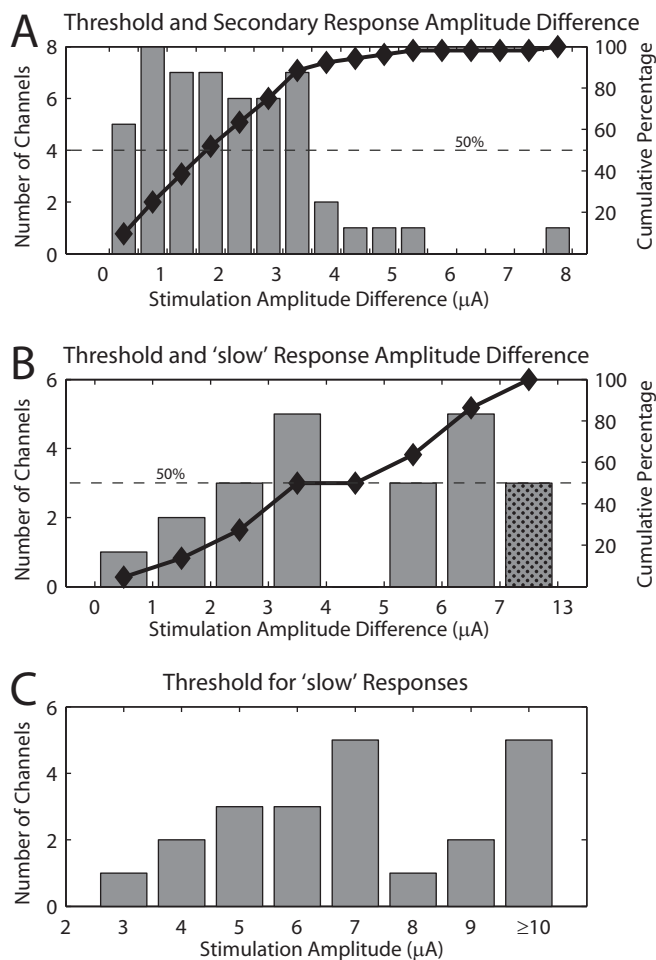 A
Threshold and Secondary Response Amplitude Difference
8
6
4
2
0
Number of Channels
50%
100
80
60
40
20
Cumulative Percentage
0 1 2 3 4 5 6 7 8
Stimulation Amplitude Difference (μA)
B
Threshold and ‘slow’ Response Amplitude Difference
6
4
2
0
Number of Channels
50%
100
80
60
40
20
Cumulative Percentage
0 1 2 3 4 5 6 7 13
Stimulation Amplitude Difference (μA)
C
Threshold for ‘slow’ Responses
6
4
2
0
Number of Channels
2 3 4 5 6 7 8 9 ≥10
Stimulation Amplitude (μA)